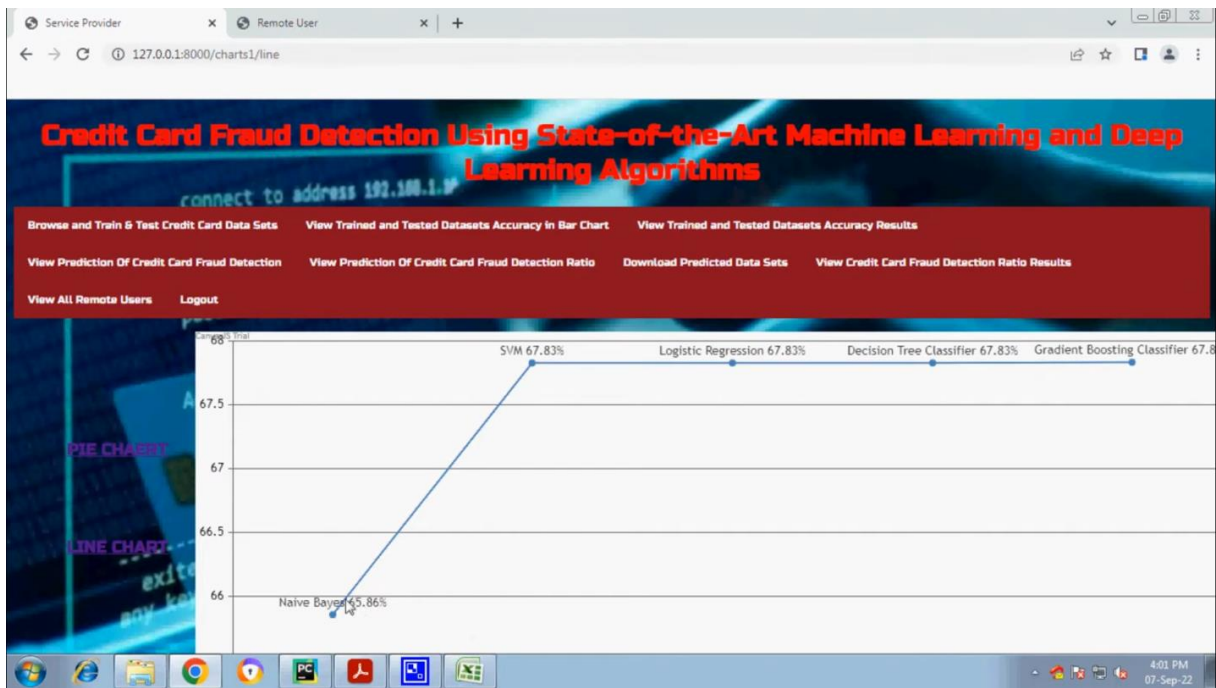 Service Provider
Remote User
127.0.0.1:8000/charts1/line
Credit Card Fraud Detection Using State-of-the-Art Machine Learning and Deep
Learning Algorithms
connect to address 192.168.1.
Browse and Train & Test Credit Card Data Sets View Trained and Tested Datasets Accuracy in Bar Chart View Trained and Tested Datasets Accuracy Results
View Prediction Of Credit Card Fraud Detection View Prediction Of Credit Card Fraud Detection Ratio Download Predicted Data Sets View Credit Card Fraud Detection Ratio Results
View All Remote Users Logout
Trial
68
SVM 67.83% Logistic Regression 67.83% Decision Tree Classifier 67.83% Gradient Boosting Classifier 67.8
67.5
PIE CHAERT
67
66.5
LINE CHART
66
Naive Bayes 65.86%
PC
4:01 PM
07-Sep-22